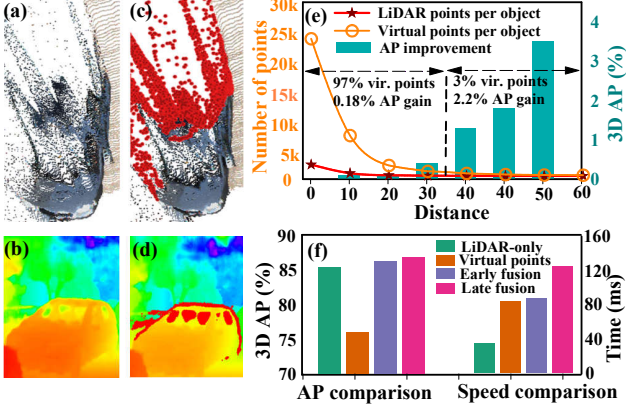 (a)
(c)
(b)
(d)
(e)
LiDAR points per object
Virtual points per object
AP improvement
97% vir. points
0.18% AP gain
3% vir. points
2.2% AP gain
Number of points
30k
25k
20k
15k
10k
5k
0
3D AP (%)
4
3
2
1
0
0 10 20 30 40 40 50 60
Distance
(f)
LiDAR-only
Virtual points
Early fusion
Late fusion
3D AP (%)
90
85
80
75
70
Time (ms)
160
120
80
40
0
AP comparison
Speed comparison